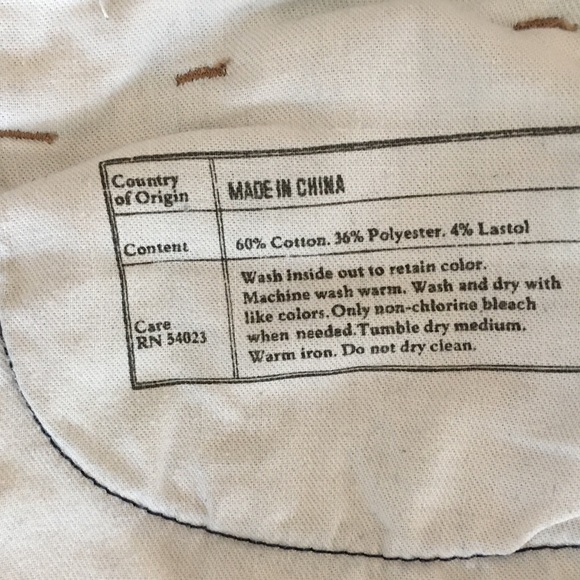 Country
of Origin
MADE IN CHINA
Content
60% Cotton. 36% Polyester. 4% Lastol
Care
RN 54023
Wash inside out to retain color.
Machine wash warm. Wash and dry with
like colors.Only non-chlorine bleach
when needed.Tumble dry medium.
Warm iron. Do not dry clean.